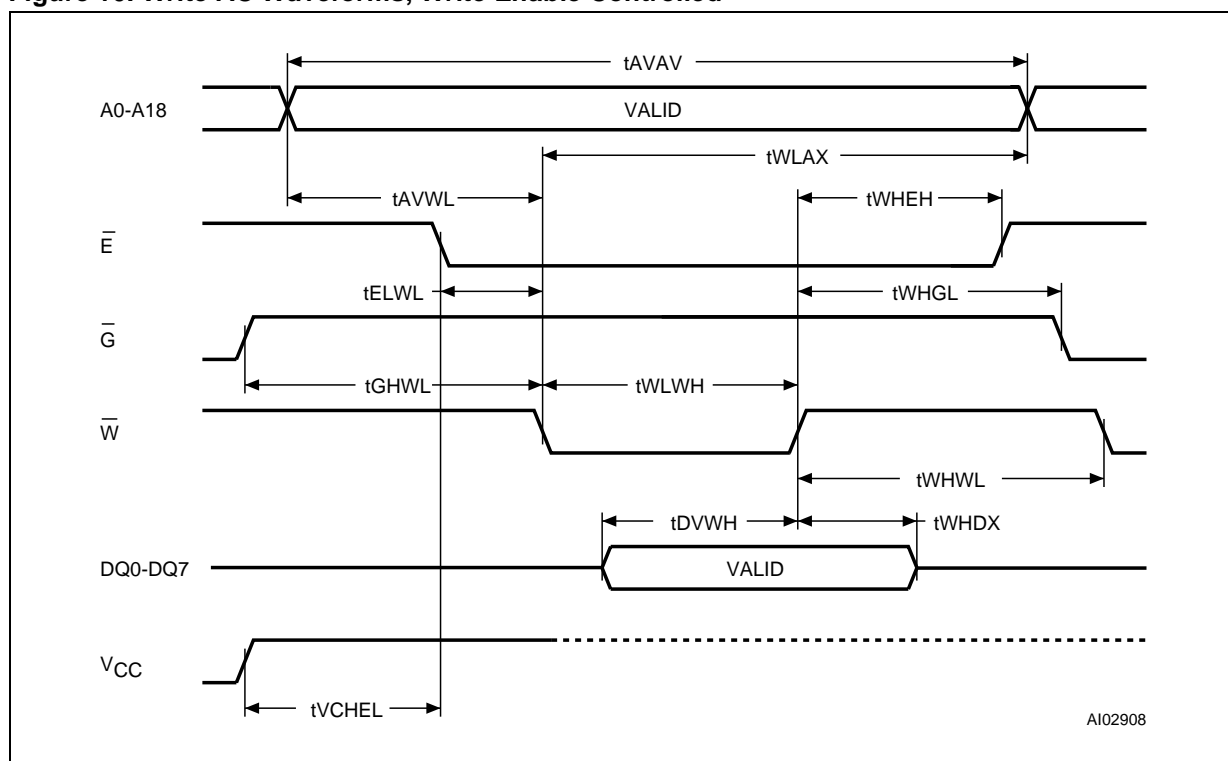 tAVAV
A0-A18
VALID
tWLAX
tAVWL
tWHEH
E
tELWL
tWHGL
G
tGHWL
tWLWH
W
tWHWL
tDVWH
tWHDX
DQ0-DQ7
VALID
VCC
tVCHEL
AI02908